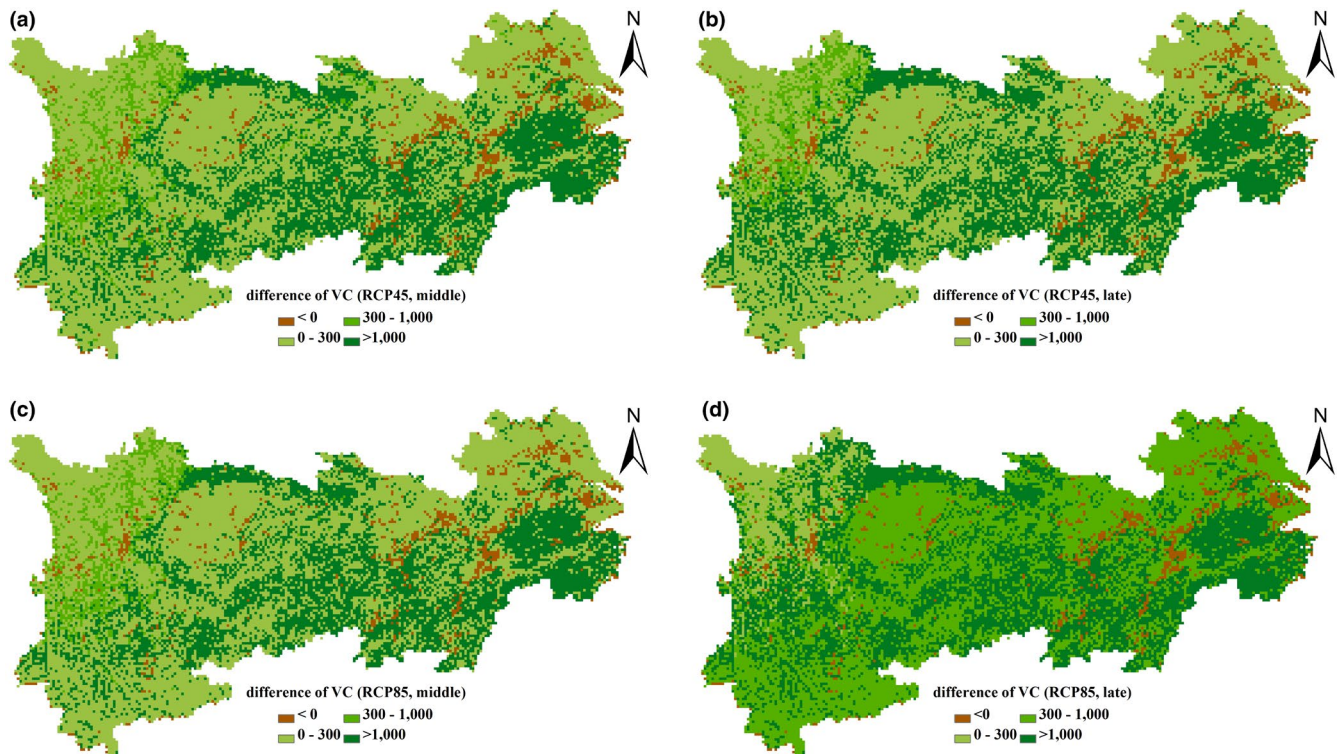 (a)
N
difference of VC (RCP45, middle)
< 0 300 - 1,000
0 - 300 >1,000
(b)
N
difference of VC (RCP45, late)
< 0 300 - 1,000
0 - 300 >1,000
(c)
N
difference of VC (RCP85, middle)
< 0 300 - 1,000
0 - 300 >1,000
(d)
N
difference of VC (RCP85, late)
<0 300 - 1,000
0 - 300 >1,000